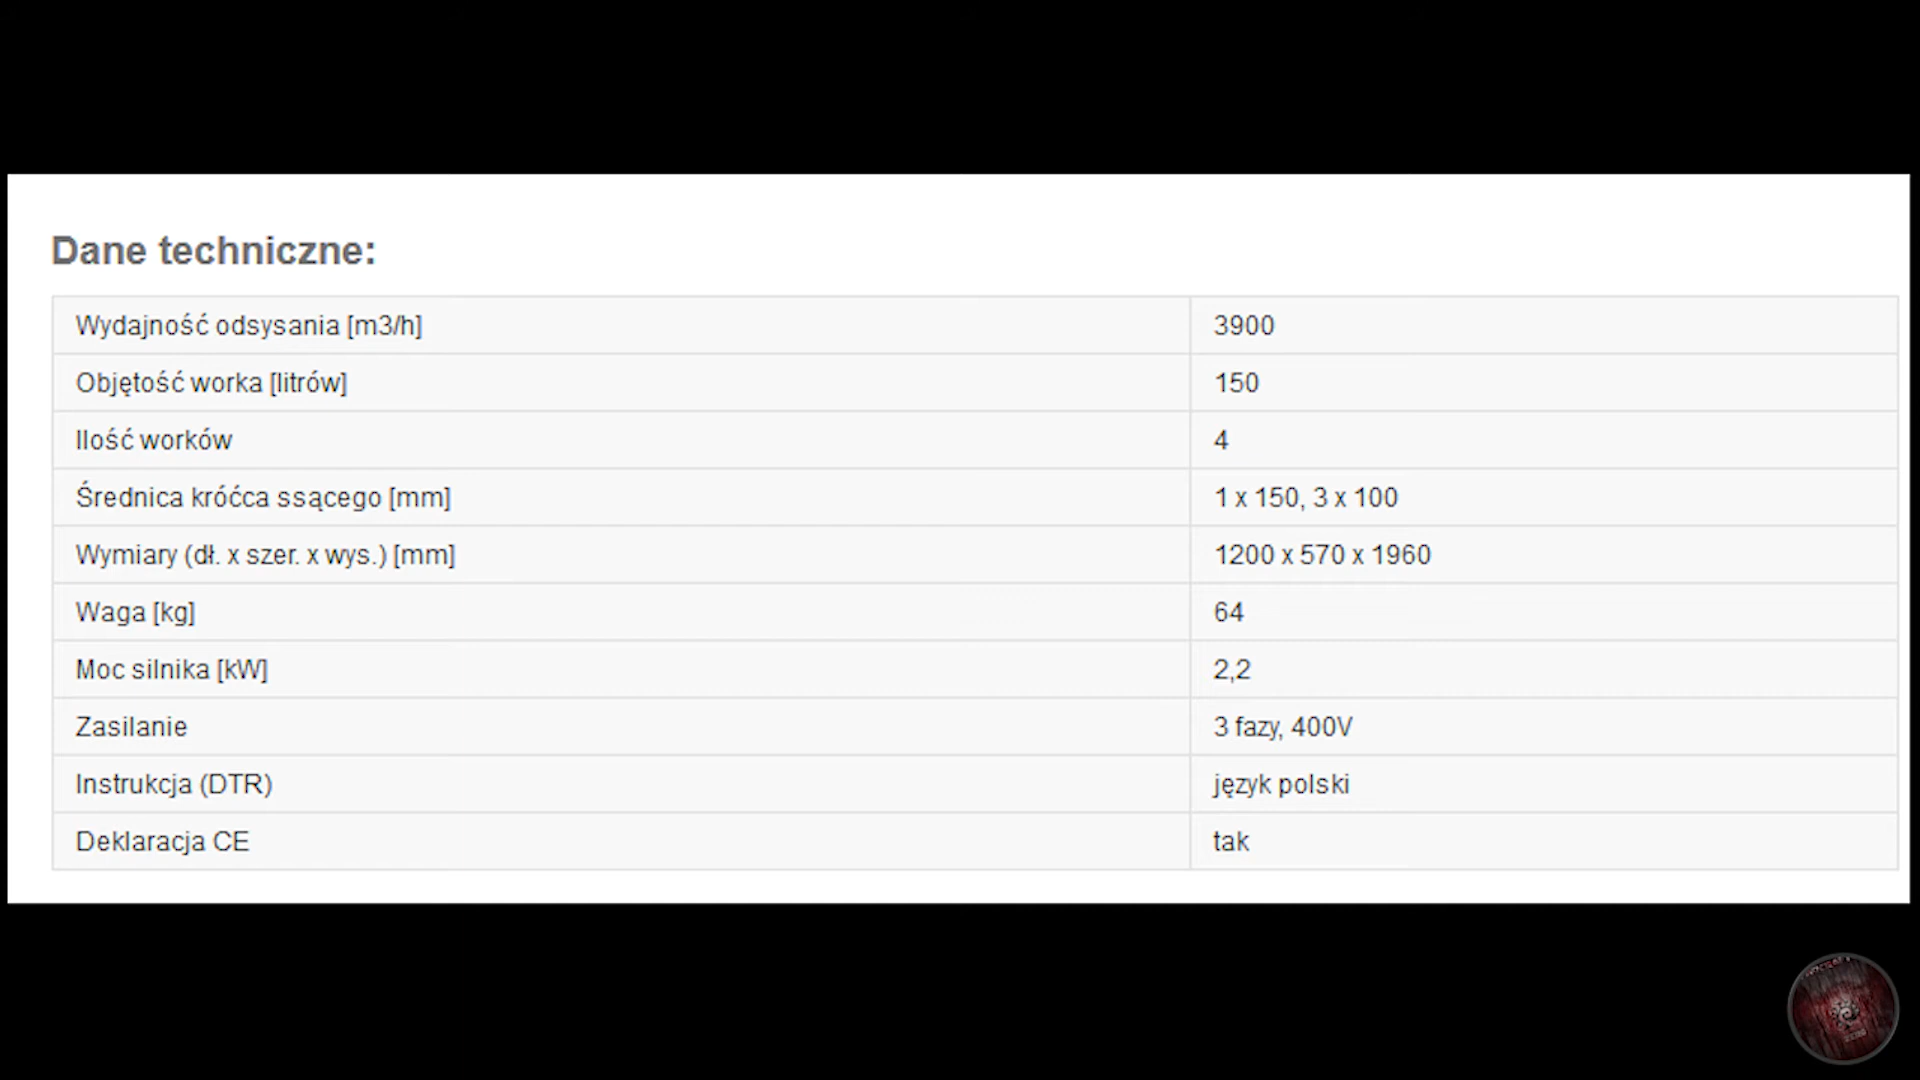 Dane techniczne:
Wydajność odsysania [m3/h] 3900
Objętość worka [litrów] 150
Ilość worków 4
Średnica króćca ssącego [mm] 1 x 150, 3 x 100
Wymiary (dł. x szer. x wys.) [mm] 1200 x 570 x 1960
Waga [kg] 64
Moc silnika [kW] 2,2
Zasilanie 3 fazy, 400V
Instrukcja (DTR) język polski
Deklaracja CE tak